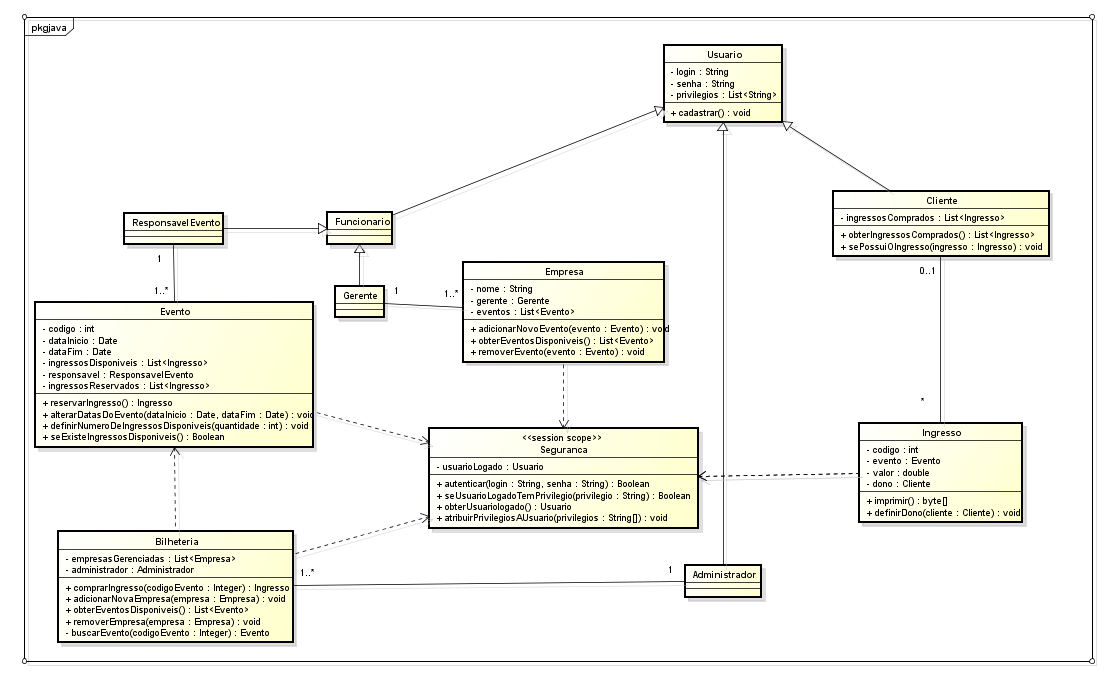 pkgjava
Usuario
- login : String
- senha : String
- privilegios : List<String>
+ cadastrar() : void
ResponsavelEvento
Funcionario
Cliente
- ingressosComprados : List<Ingresso>
+ obterIngressosComprados() : List<Ingresso>
+ sePossuiOIngresso(ingresso : Ingresso) : void
1
1..*
Gerente
1
1..*
Empresa
- nome : String
- gerente : Gerente
- eventos : List<Evento>
+ adicionarNovoEvento(evento : Evento) : void
+ obterEventosDisponiveis() : List<Evento>
+ removerEvento(evento : Evento) : void
0..1
*
Evento
- codigo : int
- dataInicio : Date
- dataFim : Date
- ingressosDisponiveis : List<Ingresso>
- responsavel : ResponsavelEvento
- ingressosReservados : List<Ingresso>
+ reservarIngresso() : Ingresso
+ alterarDatasDoEvento(dataInicio : Date, dataFim : Date) : void
+ definirNumeroDeIngressosDisponiveis(quantidade : int) : void
+ seExisteIngressosDisponiveis() : Boolean
<<session scope>>
Seguranca
- usuarioLogado : Usuario
+ autenticar(login : String, senha : String) : Boolean
+ seUsuarioLogadoTemPrivilegio(privilegio : String) : Boolean
+ obterUsuariologado() : Usuario
+ atribuirPrivilegiosAUsuario(privilegios : String[]) : void
Ingresso
- codigo : int
- evento : Evento
- valor : double
- dono : Cliente
+ imprimir() : byte[]
+ definirDono(cliente : Cliente) : void
Bilheteria
- empresasGerenciadas : List<Empresa>
- administrador : Administrador
+ comprarIngresso(codigoEvento : Integer) : Ingresso
+ adicionarNovaEmpresa(empresa : Empresa) : void
+ obterEventosDisponiveis() : List<Evento>
+ removerEmpresa(empresa : Empresa) : void
- buscarEvento(codigoEvento : Integer) : Evento
1..*
1
Administrador